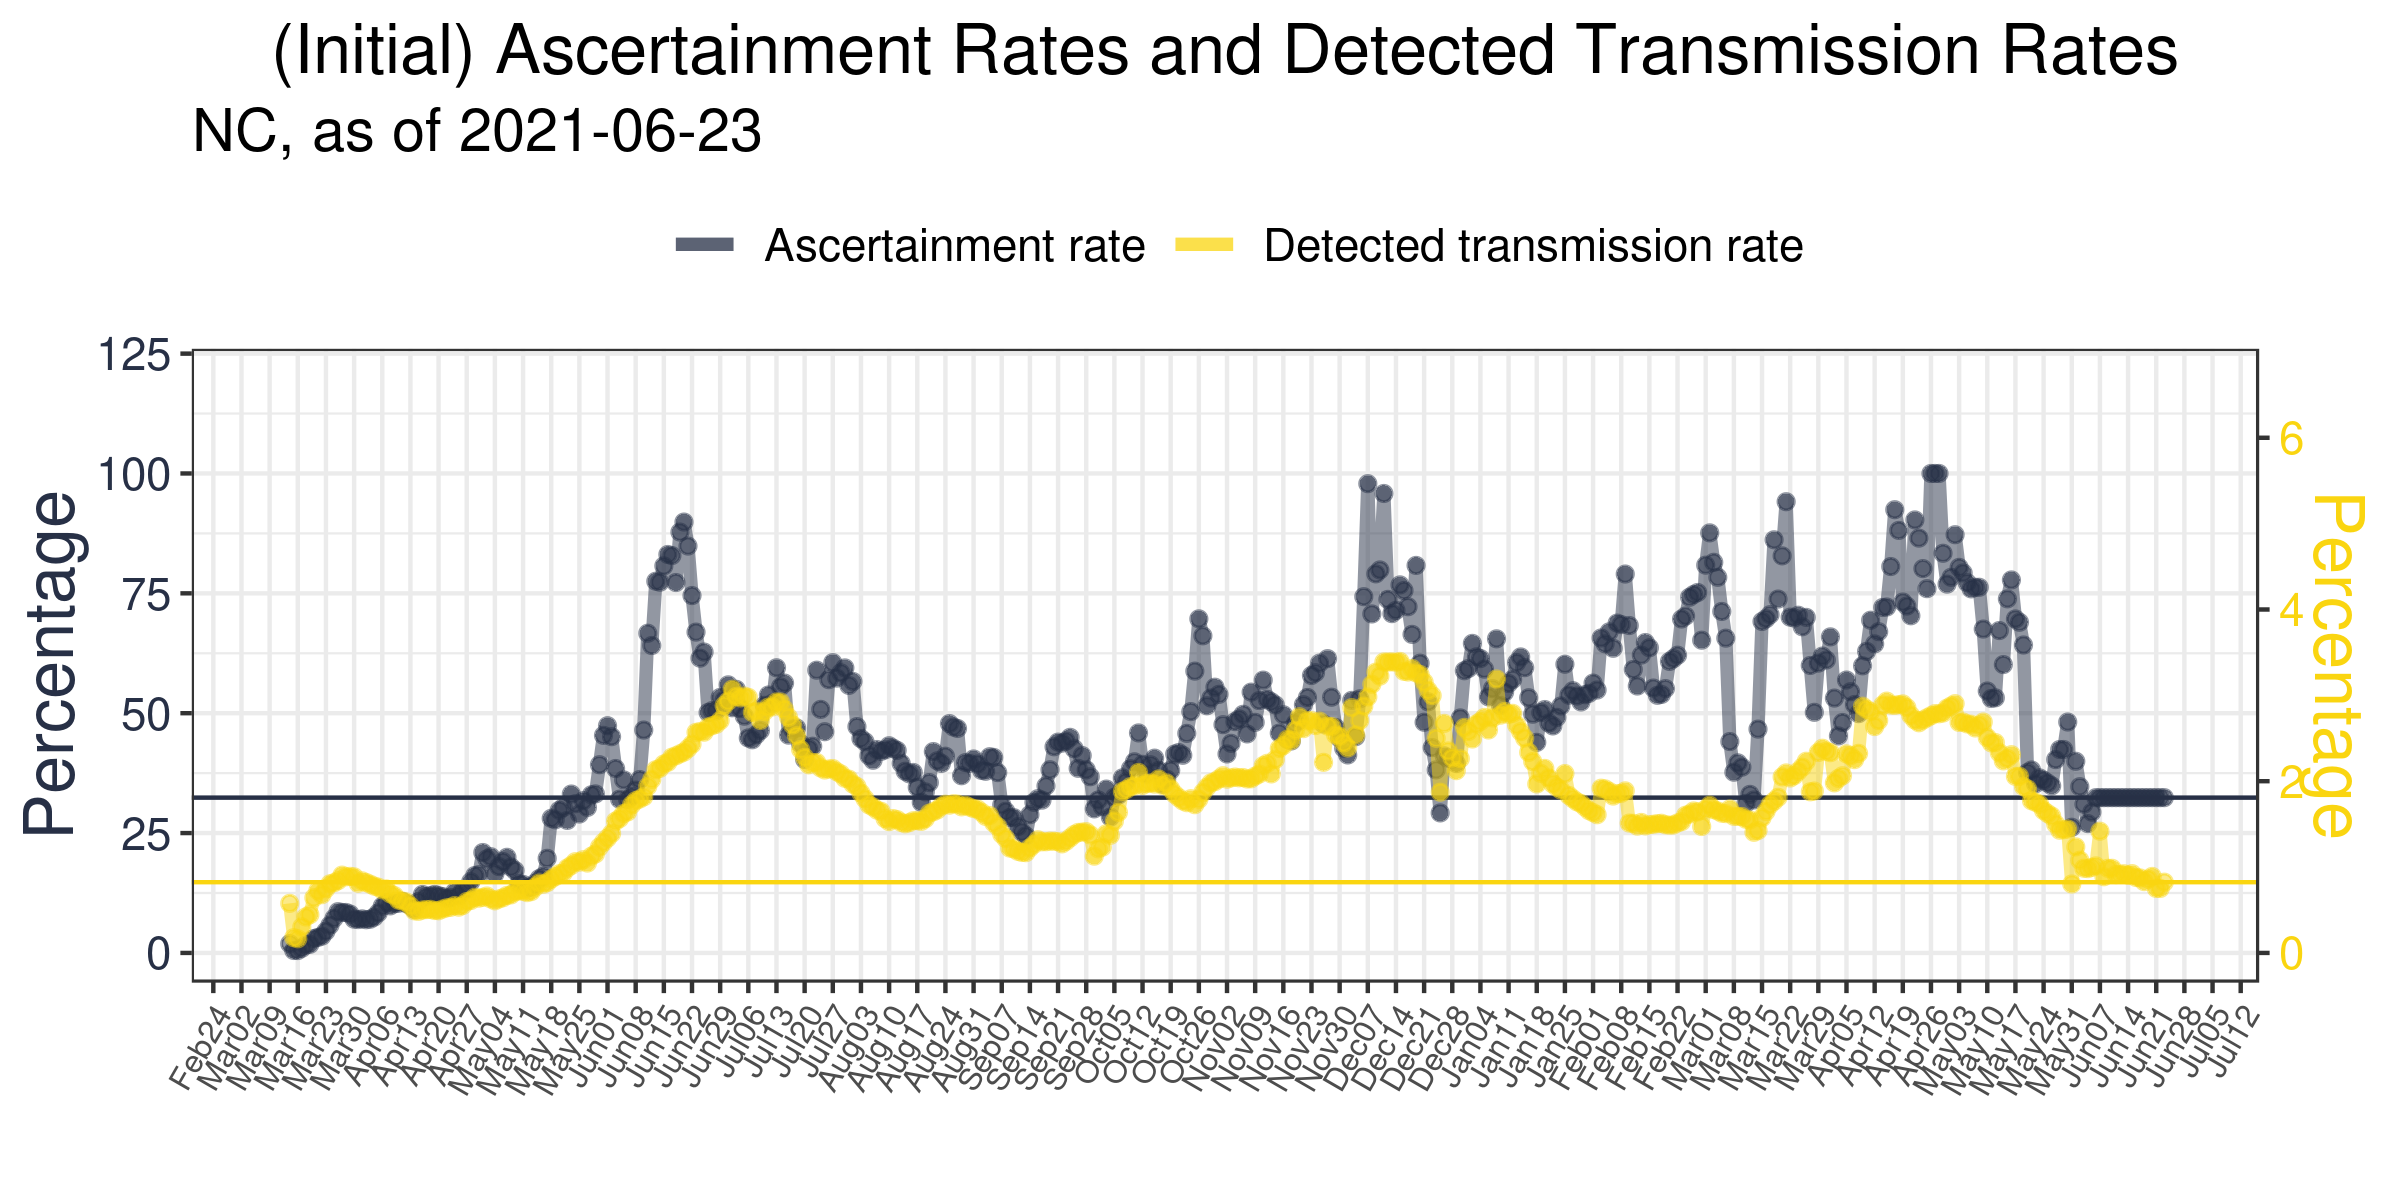 (Initial) Ascertainment Rates and Detected Transmission Rates
NC, as of 2021-06-23
Ascertainment rate
Detected transmission rate
125
100
75
50
25
0
Percentage
6
4
2
0
Percentage
Feb24
Mar02
Mar09
Mar16
Mar23
Mar30
Apr06
Apr13
Apr20
Apr27
May04
May11
May18
May25
Jun01
Jun08
Jun15
Jun22
Jun29
Jul06
Jul13
Jul20
Jul27
Aug03
Aug10
Aug17
Aug24
Aug31
Sep07
Sep14
Sep21
Sep28
Oct05
Oct12
Oct19
Oct26
Nov02
Nov09
Nov16
Nov23
Nov30
Dec07
Dec14
Dec21
Dec28
Jan04
Jan11
Jan18
Jan25
Feb01
Feb08
Feb15
Feb22
Mar01
Mar08
Mar15
Mar22
Mar29
Apr05
Apr12
Apr19
Apr26
May03
May10
May17
May24
May31
Jun07
Jun14
Jun21
Jun28
Jul05
Jul12